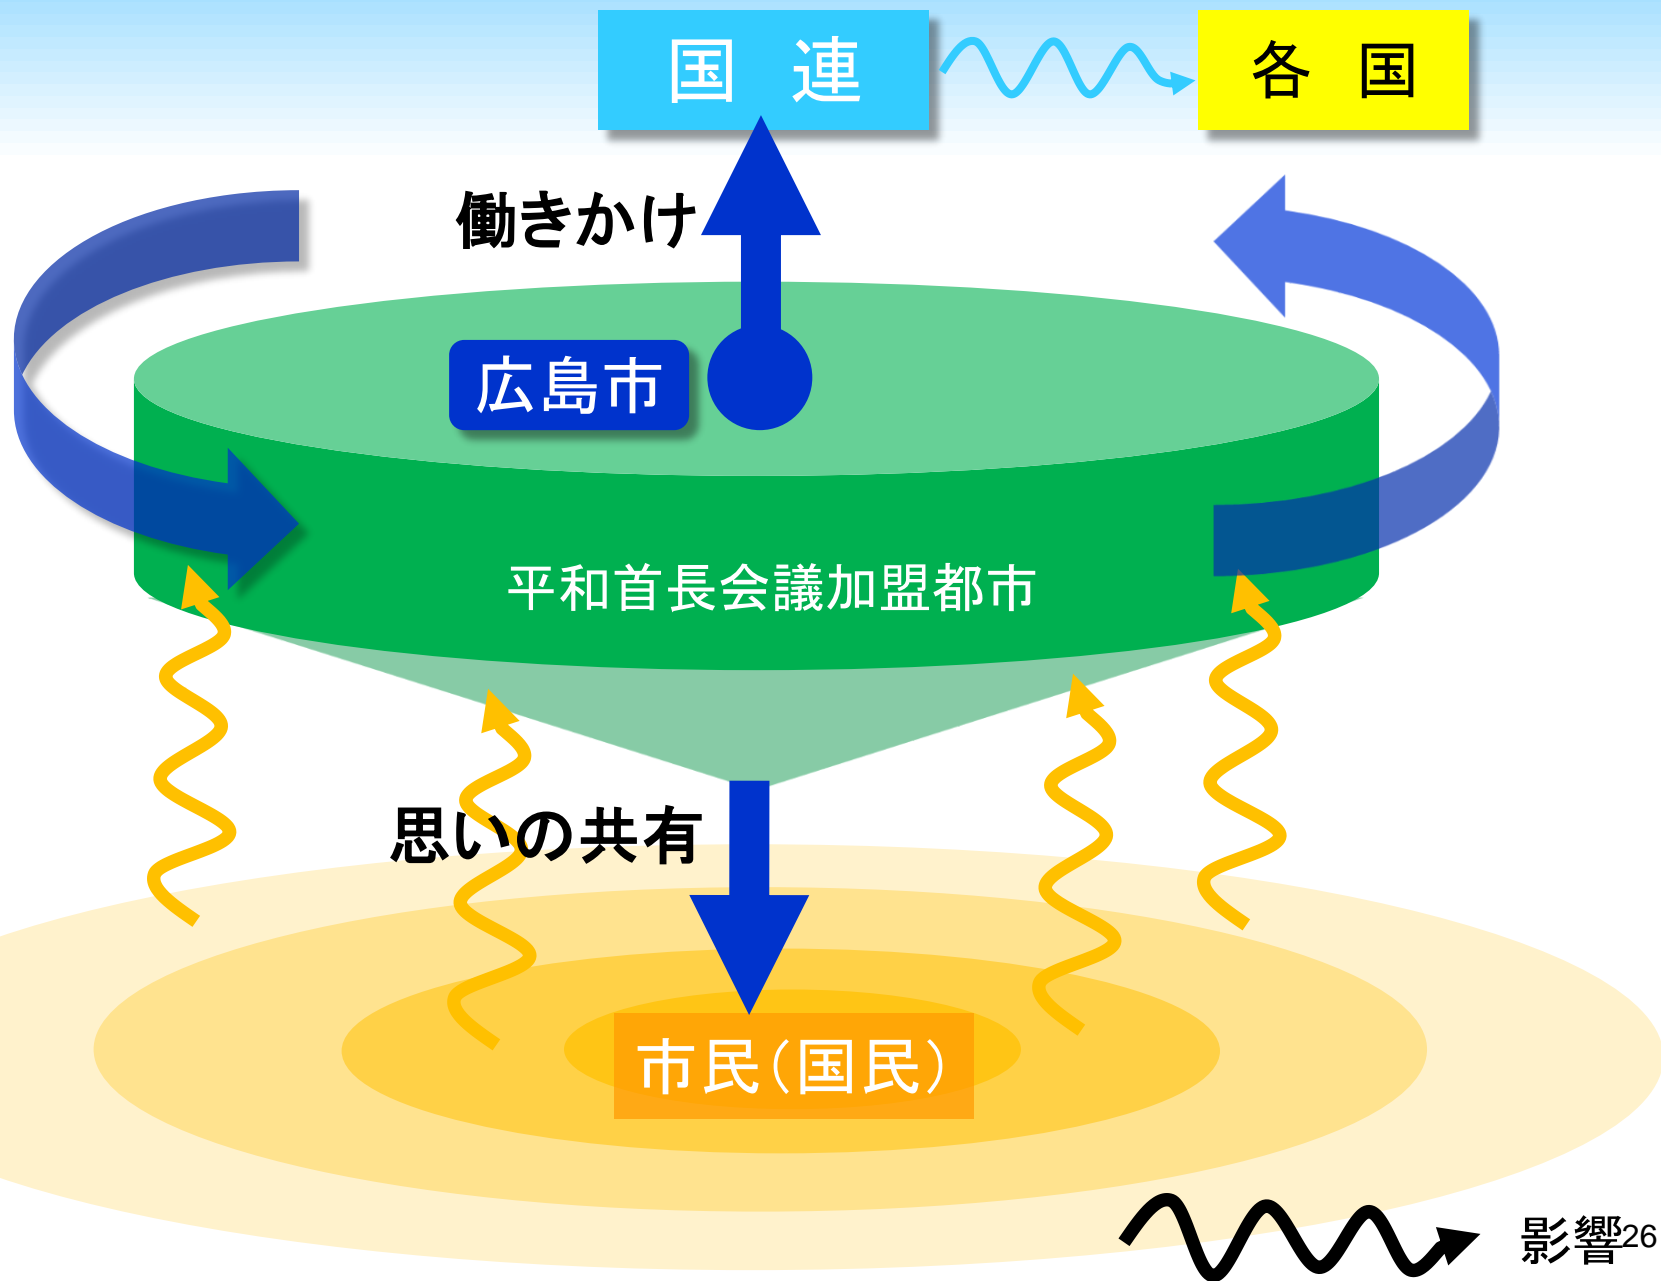 国　連
各　国
働きかけ
広島市
平和首長会議加盟都市
思いの共有
市民（国民）
影響
26